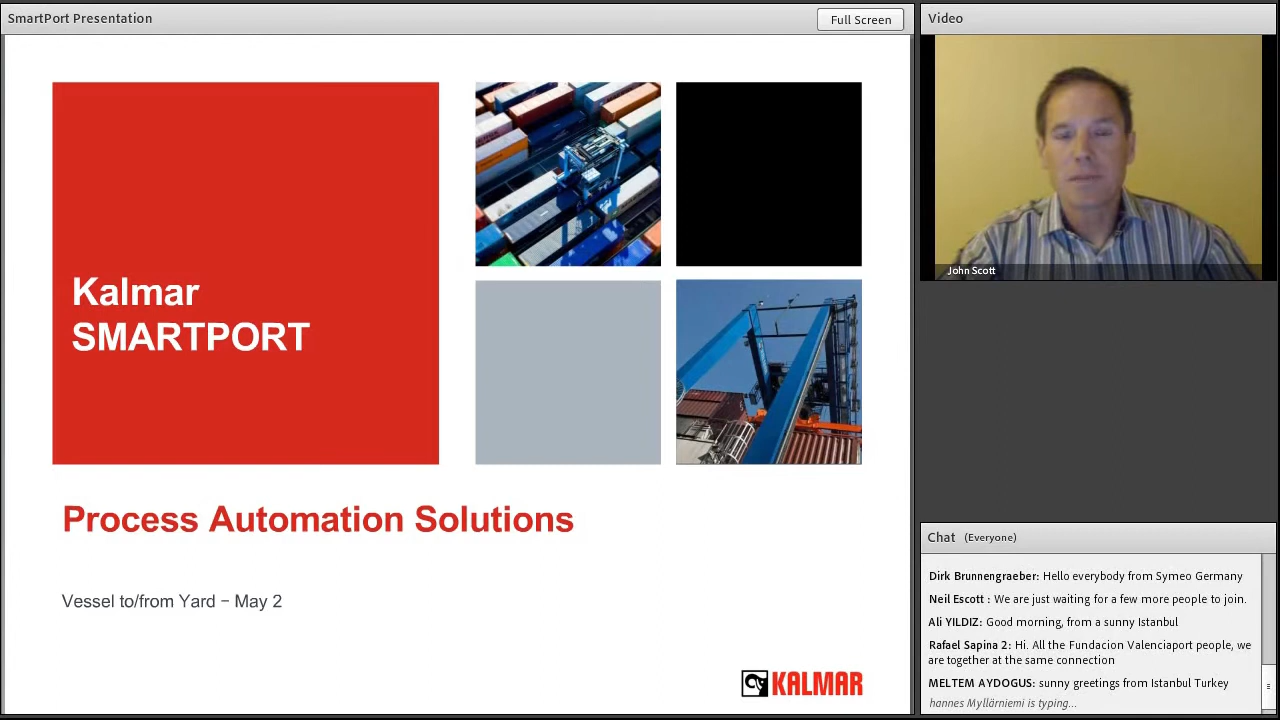 SmartPort Presentation
Full Screen
Kalmar
SMARTPORT
Process Automation Solutions
Vessel to/from Yard – May 2
KALMAR
Video
John Scott
Chat (Everyone)
Dirk Brunnengraeber: Hello everybody from Symeo Germany
Neil Escott : We are just waiting for a few more people to join.
Ali YILDIZ: Good morning, from a sunny Istanbul
Rafael Sapina 2: Hi. All the Fundacion Valenciaport people, we
are together at the same connection
MELTEM AYDOGUS: sunny greetings from Istanbul Turkey
hannes Myllärniemi is typing...